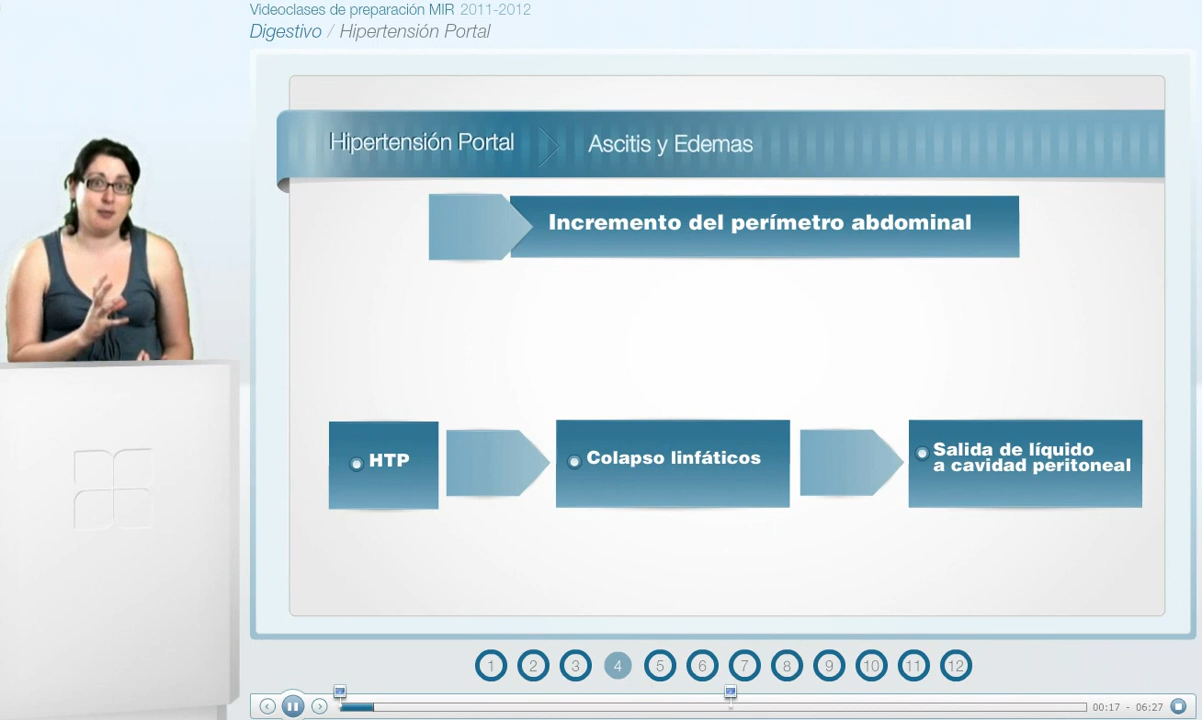 Videoclases de preparación MIR 2011-2012
Digestivo / Hipertensión Portal
Hipertensión Portal
Ascitis y Edemas
Incremento del perímetro abdominal
HTP
Colapso linfáticos
Salida de líquido
a cavidad peritoneal
1 2 3 4 5 6 7 8 9 10 11 12
00:17 - 06:27